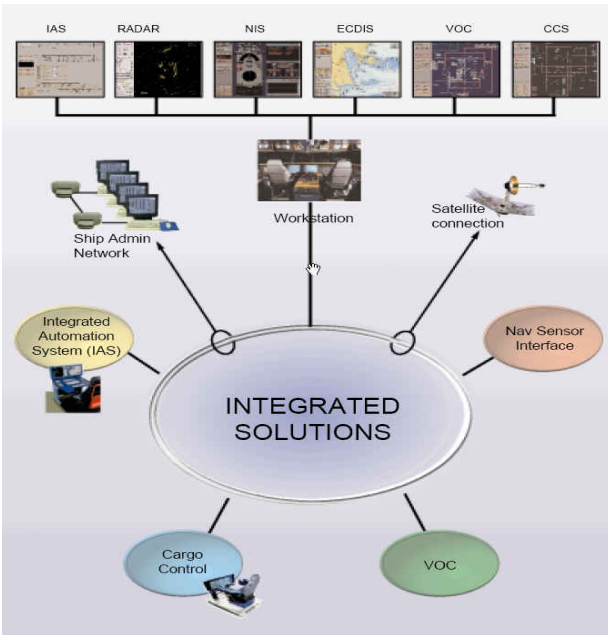 IAS
RADAR
NIS
ECDIS
VOC
CCS
Workstation
Ship Admin
Network
Satellite
connection
Integrated
Automation
System (IAS)
Nav Sensor
Interface
INTEGRATED
SOLUTIONS
Cargo
Control
VOC